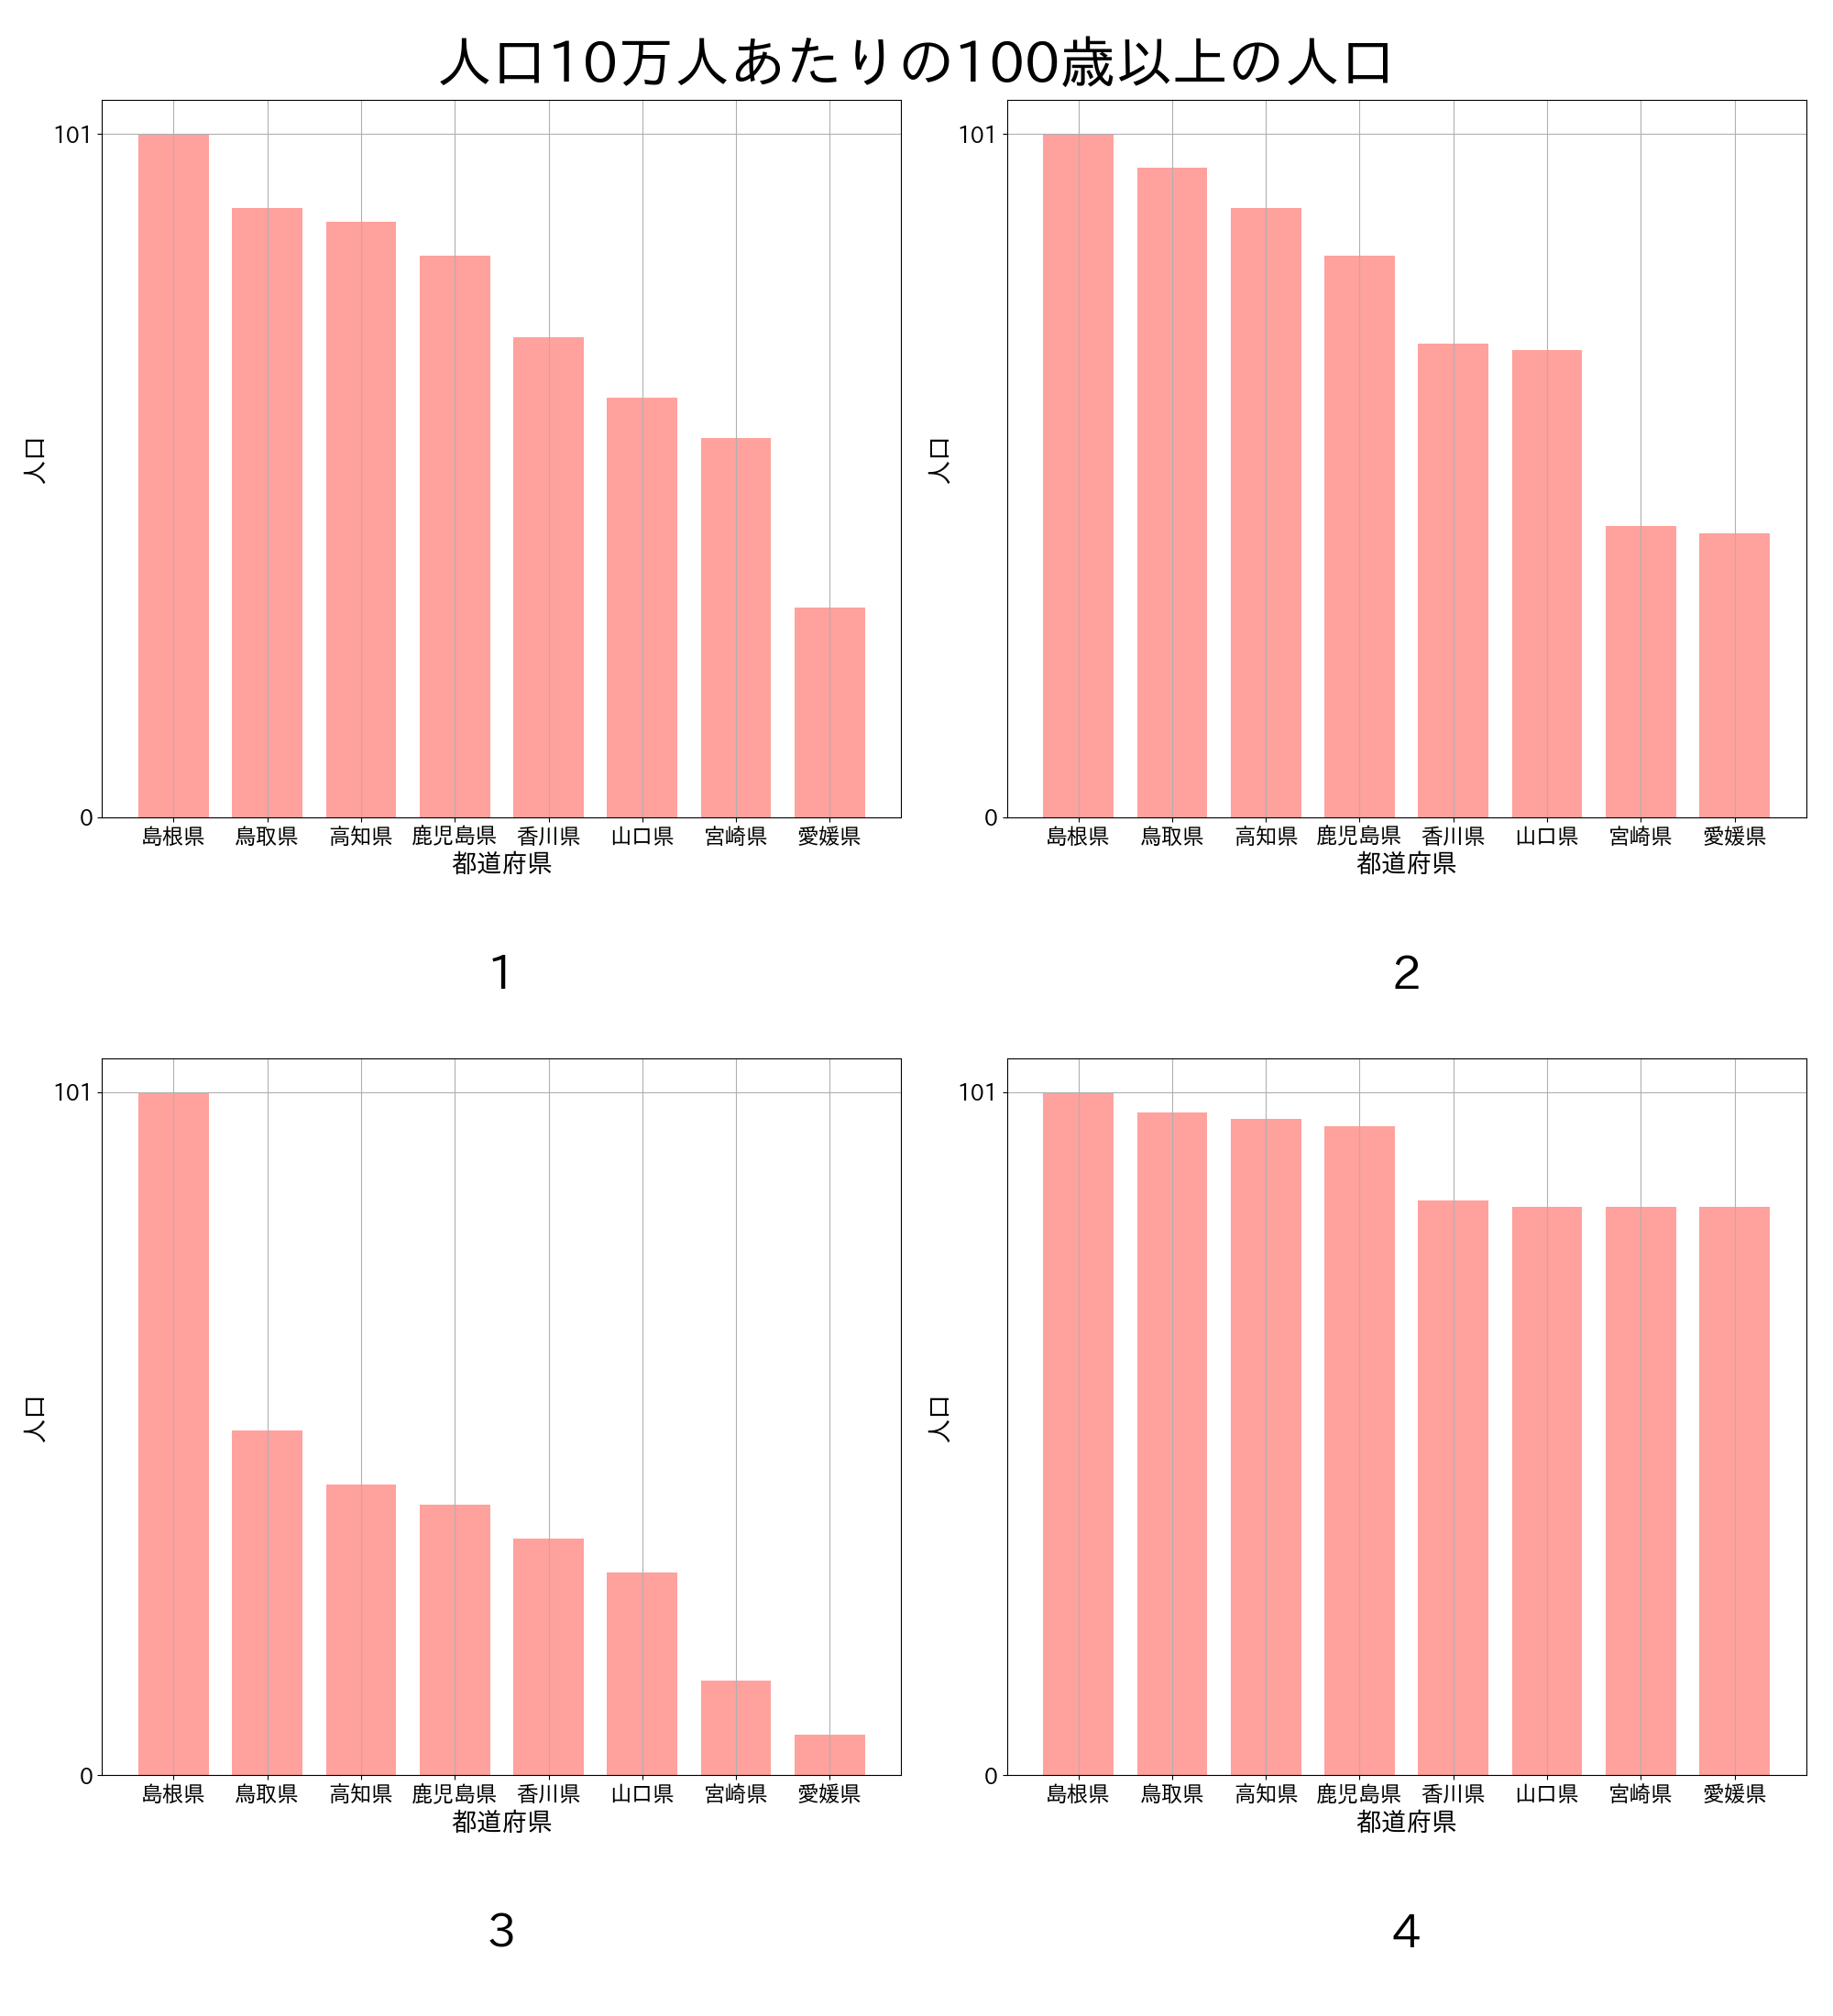 人口10万人あたりの100歳以上の人口
101
人口
0
島根県 鳥取県 高知県 鹿児島県 香川県 山口県 宮崎県 愛媛県
都道府県
1
101
人口
0
島根県 鳥取県 高知県 鹿児島県 香川県 山口県 宮崎県 愛媛県
都道府県
2
101
人口
0
島根県 鳥取県 高知県 鹿児島県 香川県 山口県 宮崎県 愛媛県
都道府県
3
101
人口
0
島根県 鳥取県 高知県 鹿児島県 香川県 山口県 宮崎県 愛媛県
都道府県
4